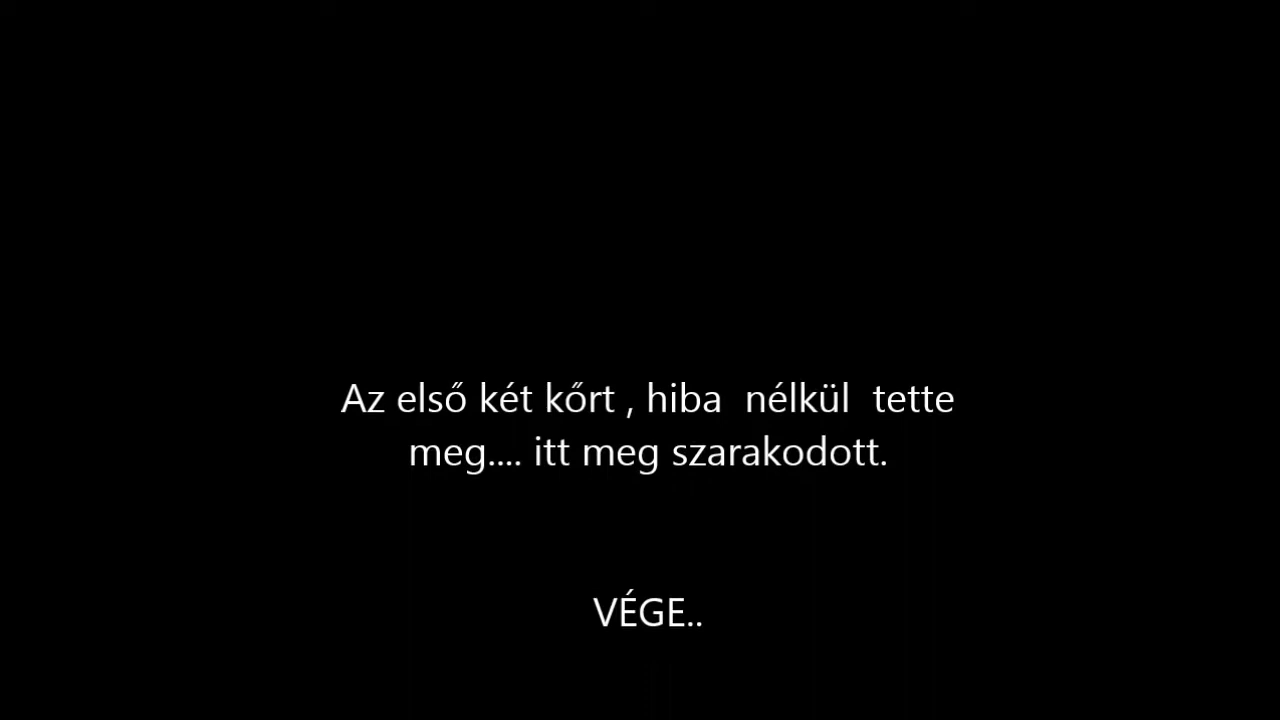 Az első két kőrt , hiba  nélkül  tette
meg.... itt meg szarakodott.
VÉGE..